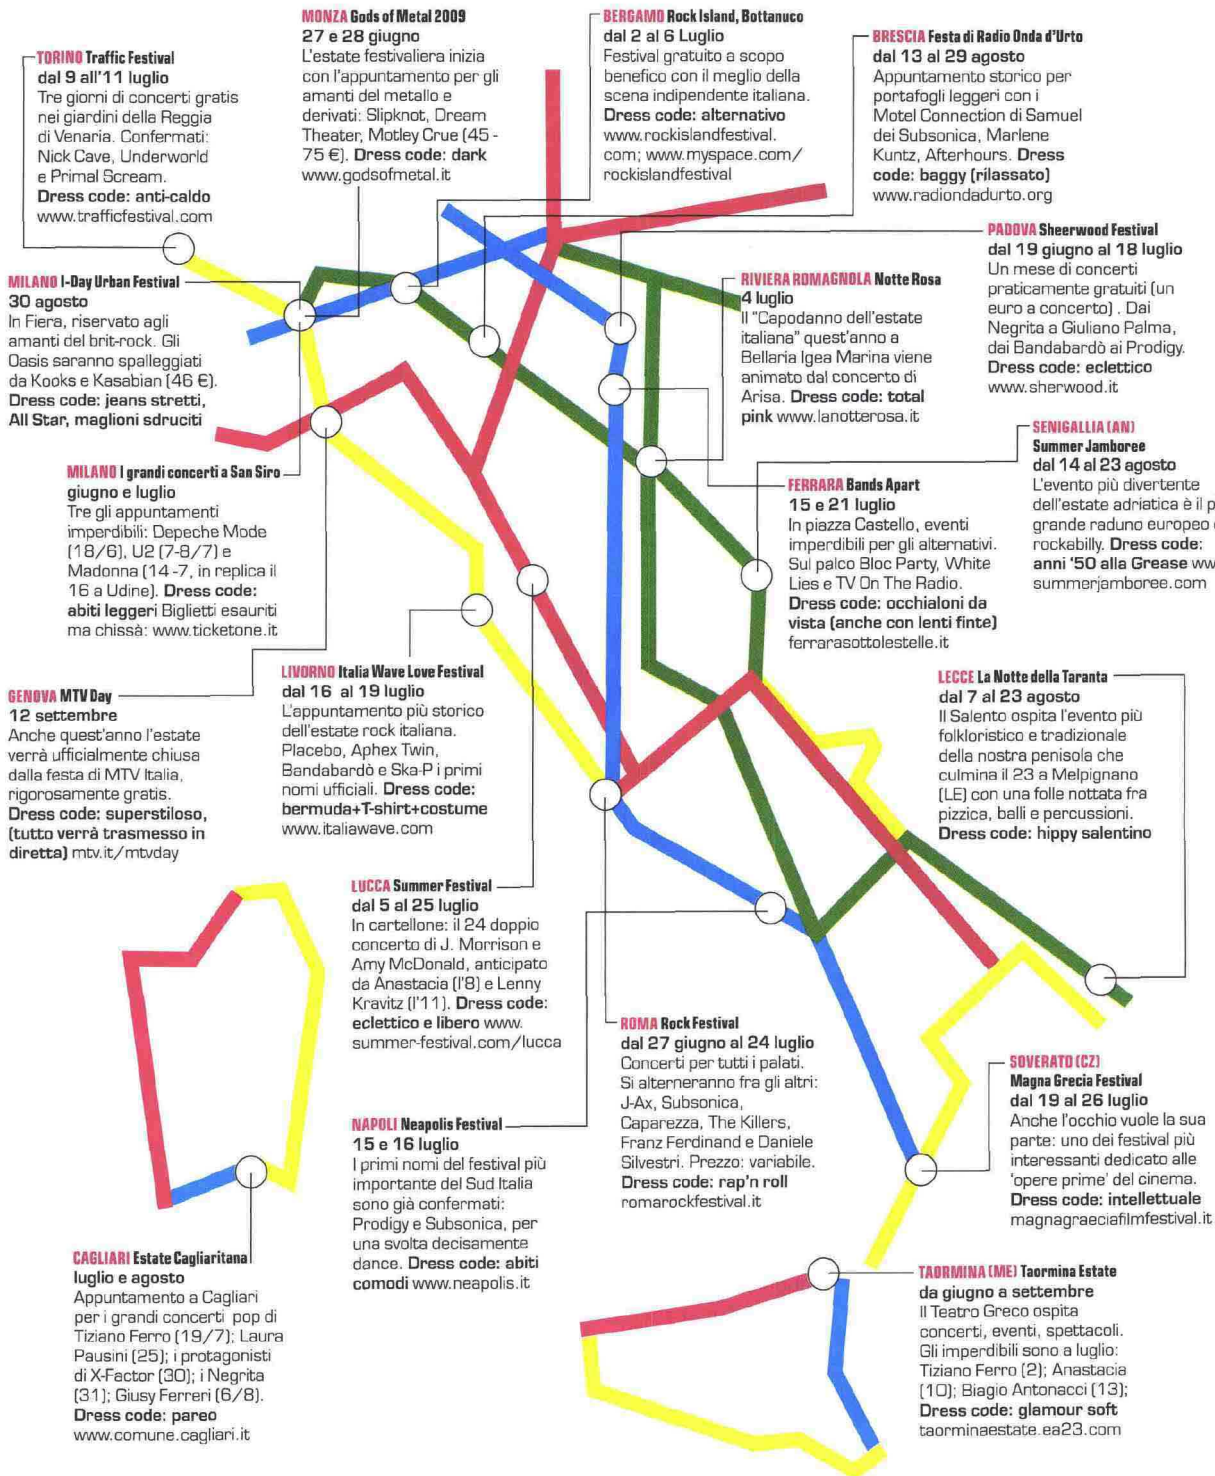 MONZA Gods of Metal 2009
27 e 28 giugno
L'estate festivaliera inizia
con l'appuntamento per gli
amanti del metallo e
derivati: Slipknot, Dream
Theater, Motley Crue (45 -
75 €). Dress code: dark
www.godsofmetal.it
BERGAMO Rock Island, Bottanuco
dal 2 al 6 Luglio
Festival gratuito a scopo
benefico con il meglio della
scena indipendente italiana.
Dress code: alternativo
www.rockislandfestival.
com; www.myspace.com/
rockislandfestival
BRESCIA Festa di Radio Onda d'Urto
dal 13 al 29 agosto
Appuntamento storico per
portafogli leggeri con i
Motel Connection di Samuel
dei Subsonica, Marlene
Kuntz, Afterhours. Dress
code: baggy (rilassato)
www.radiondadurto.org
TORINO Traffic Festival
dal 9 all'11 luglio
Tre giorni di concerti gratis
nei giardini della Reggia
di Venaria. Confermati:
Nick Cave, Underworld
e Primal Scream.
Dress code: anti-caldo
www.trafficfestival.com
PADOVA Sheerwood Festival
dal 19 giugno al 18 luglio
Un mese di concerti
praticamente gratuiti (un
euro a concerto) . Dai
Negrita a Giuliano Palma,
dai Bandabardò ai Prodigy.
Dress code: eclettico
www.sherwood.it
MILANO I-Day Urban Festival
30 agosto
In Fiera, riservato agli
amanti del brit-rock. Gli
Oasis saranno spalleggiati
da Kooks e Kasabian (46 €).
Dress code: jeans stretti,
All Star, maglioni sdruciti
RIVIERA ROMAGNOLA Notte Rosa
4 luglio
Il "Capodanno dell'estate
italiana" quest'anno a
Bellaria Igea Marina viene
animato dal concerto di
Arisa. Dress code: total
pink www.lanotterosa.it
SENIGALLIA (AN)
Summer Jamboree
dal 14 al 23 agosto
L'evento più divertente
dell'estate adriatica è il
grande raduno europeo
rockabilly. Dress code:
anni '50 alla Grease
summerjamboree.com
MILANO I grandi concerti a San Siro
giugno e luglio
Tre gli appuntamenti
imperdibili: Depeche Mode
(18/6), U2 (7-8/7) e
Madonna (14 -7, in replica il
16 a Udine). Dress code:
abiti leggeri Biglietti esauriti
ma chissà: www.ticketone.it
FERRARA Bands Apart
15 e 21 luglio
In piazza Castello, eventi
imperdibili per gli alternativi.
Sul palco Bloc Party, White
Lies e TV On The Radio.
Dress code: occhialoni da
vista (anche con lenti finte)
ferrarasottolestelle.it
GENOVA MTV Day
12 settembre
Anche quest'anno l'estate
verrà ufficialmente chiusa
dalla festa di MTV Italia,
rigorosamente gratis.
Dress code: superstiloso,
(tutto verrà trasmesso in
diretta) mtv.it/mtvday
LIVORNO Italia Wave Love Festival
dal 16 al 19 luglio
L'appuntamento più storico
dell'estate rock italiana.
Placebo, Aphex Twin,
Bandabardò e Ska-P i primi
nomi ufficiali. Dress code:
bermuda+T-shirt+costume
www.italiawave.com
LECCE La Notte della Taranta
dal 7 al 23 agosto
Il Salento ospita l'evento più
folkloristico e tradizionale
della nostra penisola che
culmina il 23 a Melpignano
(LE) con una folle nottata fra
pizzica, balli e percussioni.
Dress code: hippy salentino
LUCCA Summer Festival
dal 5 al 25 luglio
In cartellone: il 24 doppio
concerto di J. Morrison e
Amy McDonald, anticipato
da Anastacia (l'8) e Lenny
Kravitz (l'11). Dress code:
eclettico e libero www.
summer-festival.com/lucca
ROMA Rock Festival
dal 27 giugno al 24 luglio
Concerti per tutti i palati.
Si alterneranno fra gli altri:
J-Ax, Subsonica,
Caparezza, The Killers,
Franz Ferdinand e Daniele
Silvestri. Prezzo: variabile.
Dress code: rap'n roll
romarockfestival.it
SOVERATO (CZ)
Magna Grecia Festival
dal 19 al 26 luglio
Anche l'occhio vuole la sua
parte: uno dei festival più
interessanti dedicato alle
'opere prime' del cinema.
Dress code: intellettuale
magnagraeciafilmfestival.it
NAPOLI Neapolis Festival
15 e 16 luglio
I primi nomi del festival più
importante del Sud Italia
sono già confermati:
Prodigy e Subsonica, per
una svolta decisamente
dance. Dress code: abiti
comodi www.neapolis.it
CAGLIARI Estate Cagliaritana
luglio e agosto
Appuntamento a Cagliari
per i grandi concerti pop di
Tiziano Ferro (19/7); Laura
Pausini (25); i protagonisti
di X-Factor (30); i Negrita
(31); Giusy Ferreri (6/8).
Dress code: pareo
www.comune.cagliari.it
TAORMINA (ME) Taormina Estate
da giugno a settembre
Il Teatro Greco ospita
concerti, eventi, spettacoli.
Gli imperdibili sono a luglio:
Tiziano Ferro (2); Anastacia
(10); Biagio Antonacci (13);
Dress code: glamour soft
taorminaestate.ea23.com